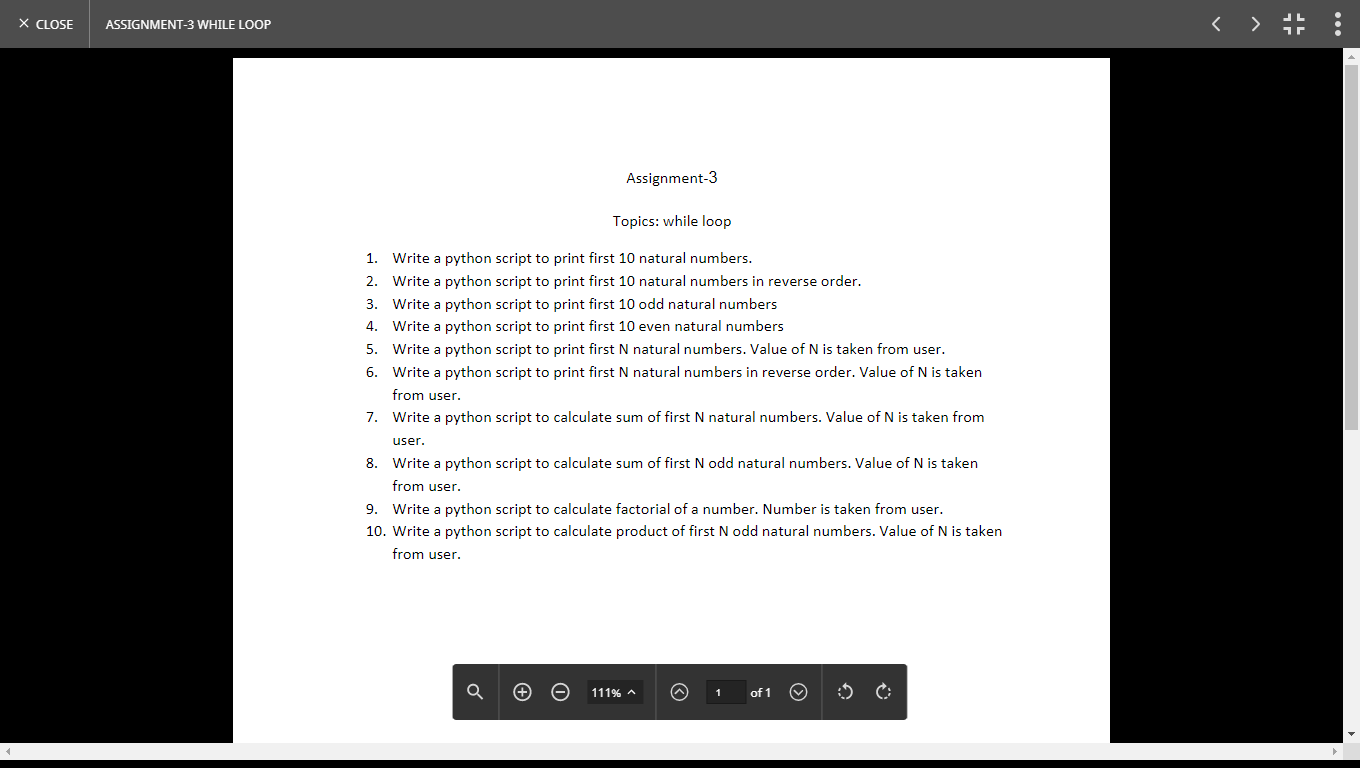 CLOSE
ASSIGNMENT-3 WHILE LOOP
Assignment-3
Topics: while loop
1. Write a python script to print first 10 natural numbers.
2. Write a python script to print first 10 natural numbers in reverse order.
3. Write a python script to print first 10 odd natural numbers
4. Write a python script to print first 10 even natural numbers
5. Write a python script to print first N natural numbers. Value of N is taken from user.
6. Write a python script to print first N natural numbers in reverse order. Value of N is taken
from user.
7. Write a python script to calculate sum of first N natural numbers. Value of N is taken from
user.
8. Write a python script to calculate sum of first N odd natural numbers. Value of N is taken
from user.
9. Write a python script to calculate factorial of a number. Number is taken from user.
10. Write a python script to calculate product of first N odd natural numbers. Value of N is taken
from user.
111% 1 of 1